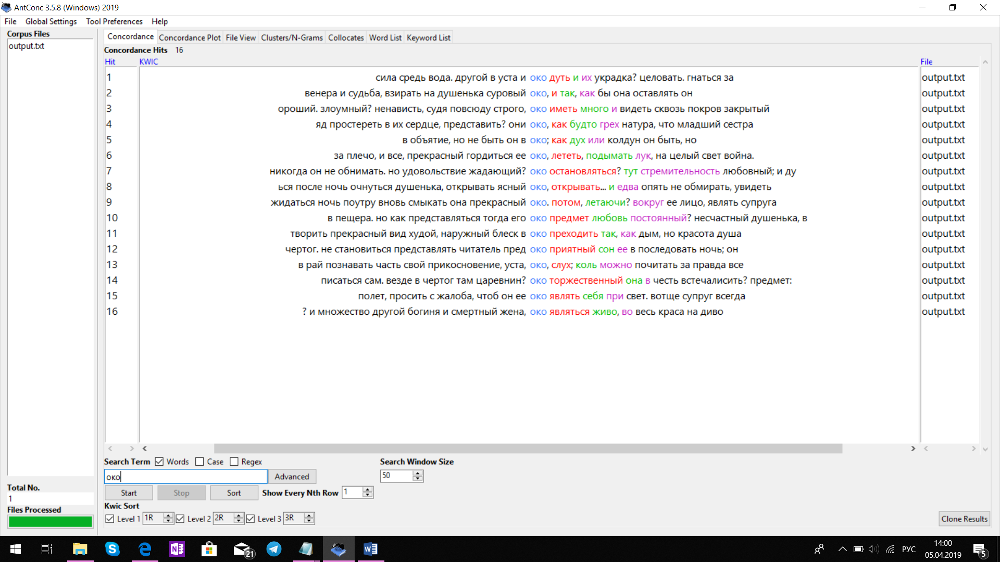 AntConc 3.5.8 (Windows) 2019
File Global Settings Tool Preferences Help
Corpus Files
output.txt
Concordance Concordance Plot File View Clusters/N-Grams Collocates Word List Keyword List
Concordance Hits 16
Hit KWIC File
1 сила средь вода. другой в уста и око дуть и их украдка? целовать. гнаться за output.txt
2 венера и судьба, взирать на душенька суровый око, и так, как бы она оставлять он output.txt
3 ороший. злоумный? ненависть, судя повсюду строго, око иметь много и видеть сквозь покров закрытый output.txt
4 яд простереть в их сердце, представить? они око, как будто грех натура, что младший сестра output.txt
5 в объятие, но не быть он в око; как дух или колдун он быть, но output.txt
6 за плечо, и все, прекрасный гордиться ее око, лететь, подымать лук, на целый свет война. output.txt
7 никогда он не обнимать. но удовольствие жадающий? око остановляться? тут стремительность любовный; и ду output.txt
8 ься после ночь очнуться душенька, открывать ясный око, открывать... и едва опять не обмирать, увидеть output.txt
9 жидаться ночь поутру вновь смыкать она прекрасный око. потом, летаючи? вокруг ее лицо, являть супруга output.txt
10 в пещера. но как представляться тогда его око предмет любовь постоянный? несчастный душенька, в output.txt
11 творить прекрасный вид худой, наружный блеск в око преходить так, как дым, но красота душа output.txt
12 чертог. не становиться представлять читатель пред око приятный сон ее в последовать ночь; он output.txt
13 в рай познавать часть свой прикосновение, уста, око, слух; коль можно почитать за правда все output.txt
14 писаться сам. везде в чертог там царевнин? око торжественный она в честь встечалисить? предмет: output.txt
15 полет, просить с жалоба, чтоб он ее око являть себя при свет. вотще супруг всегда output.txt
16 ? и множество другой богиня и смертный жена, око являться живо, во весь краса на диво output.txt
Search Term Words Case Regex Search Window Size
око Advanced 50
Total No.
1
Start Stop Sort Show Every Nth Row 1
Files Processed
Kwic Sort
Level 1 1R Level 2 2R Level 3 3R Clone Results
21 РУС 14:00
05.04.2019 5